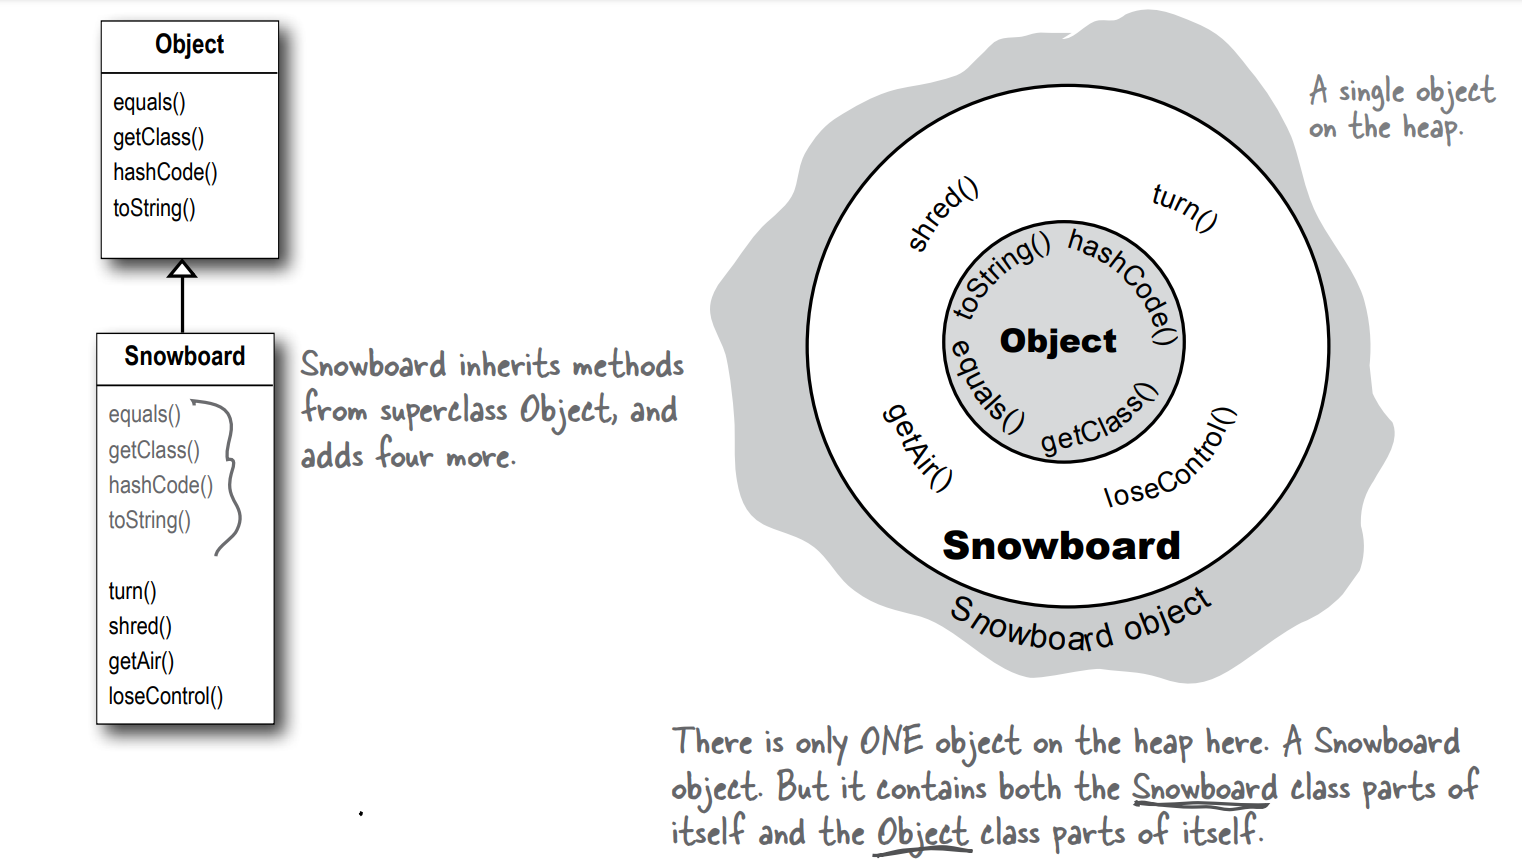 Object
equals()
getClass()
hashCode()
toString()
Snowboard
equals()
getClass()
hashCode()
toString()
turn()
shred()
getAir()
loseControl()
Snowboard inherits methods
from superclass Object, and
adds four more.
A single object
on the heap.
shred()
turn()
toString()
hashCode()
Object
equals()
getClass()
getAir()
loseControl()
Snowboard
Snowboard object
There is only ONE object on the heap here. A Snowboard
object. But it contains both the Snowboard class parts of
itself and the Object class parts of itself.